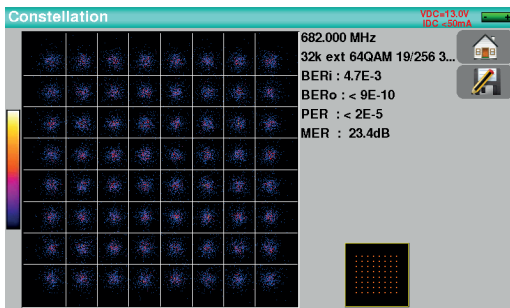 Constellation
VDC=13.0V
IDC <50mA
682.000 MHz
32k ext 64QAM 19/256 3...
BERi : 4.7E-3
BERo : < 9E-10
PER : < 2E-5
MER : 23.4dB